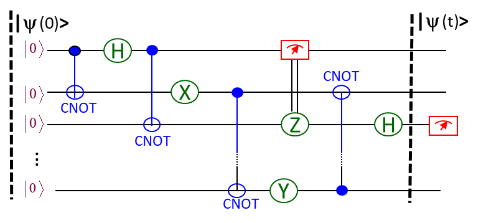 |ψ(0)> |ψ(t)>
|0⟩ H
CNOT
|0⟩ CNOT X
|0⟩ CNOT Z H
⋮ ...
|0⟩ CNOT Y